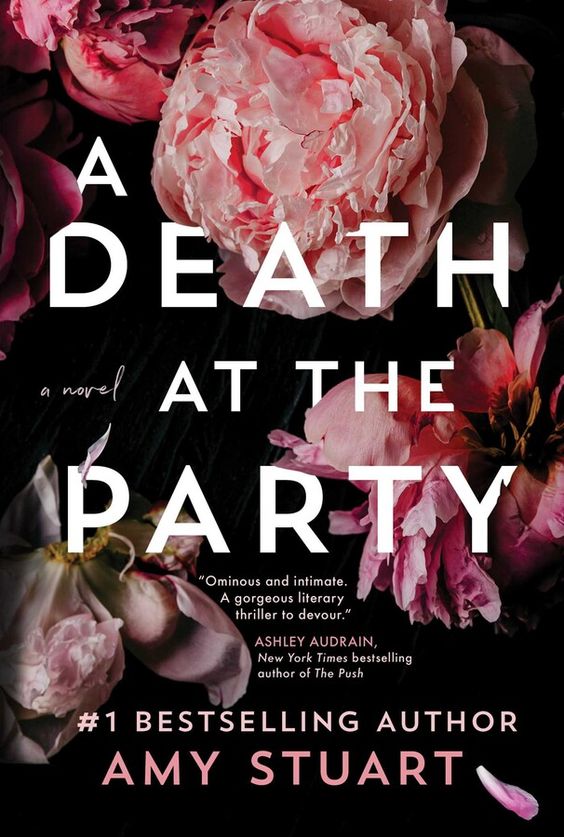 A
DEATH
a novel AT THE
PARTY
“Ominous and intimate.
A gorgeous literary
thriller to devour.”
ASHLEY AUDRAIN,
New York Times bestselling
author of The Push
#1 BESTSELLING AUTHOR
AMY STUART